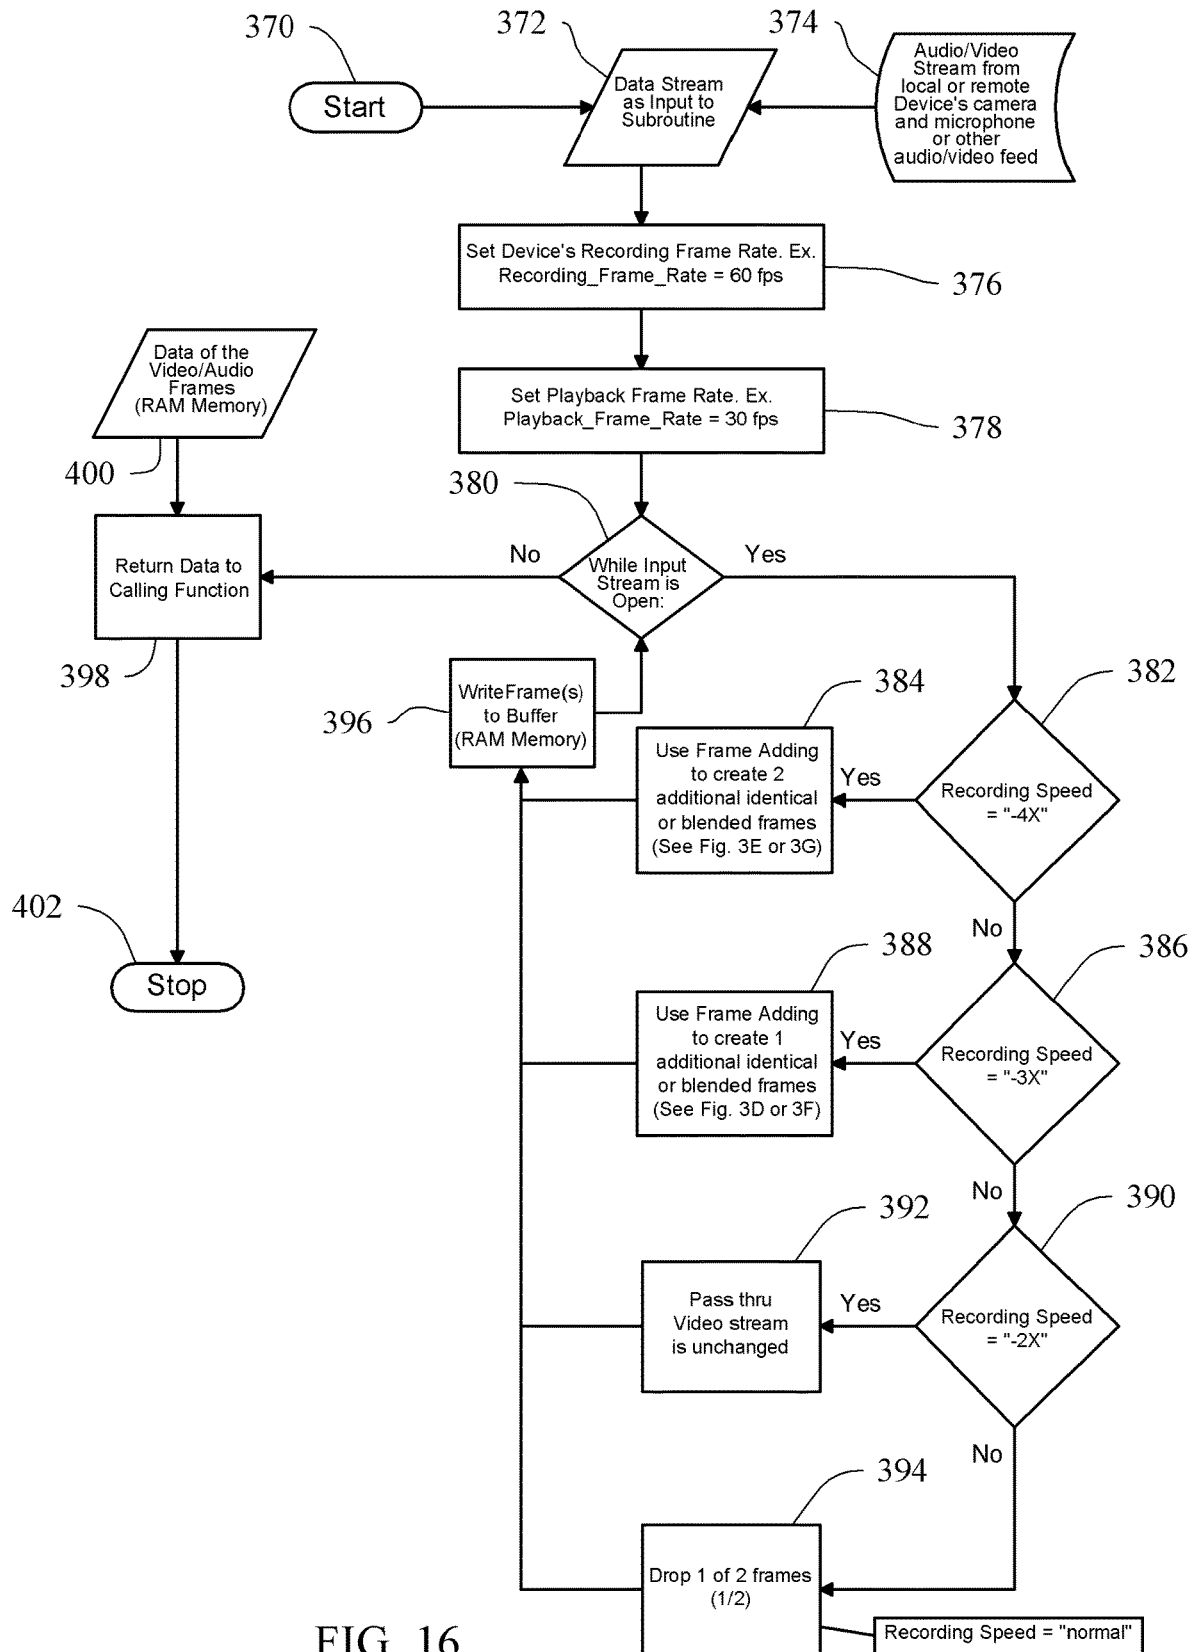 370
372
374
Start
Data Stream
as Input to
Subroutine
Audio/Video
Stream from
local or remote
Device's camera
and microphone
or other
audio/video feed
Set Device's Recording Frame Rate. Ex.
Recording_Frame_Rate = 60 fps
376
Data of the
Video/Audio
Frames
(RAM Memory)
400
Set Playback Frame Rate. Ex.
Playback_Frame_Rate = 30 fps
378
380
While Input
Stream is
Open:
No
Yes
Return Data to
Calling Function
398
WriteFrame(s)
to Buffer
(RAM Memory)
396
384
382
Use Frame Adding
to create 2
additional identical
or blended frames
(See Fig. 3E or 3G)
Yes
Recording Speed
= "-4X"
No
402
Stop
388
386
Use Frame Adding
to create 1
additional identical
or blended frames
(See Fig. 3D or 3F)
Yes
Recording Speed
= "-3X"
No
392
390
Pass thru
Video stream
is unchanged
Yes
Recording Speed
= "-2X"
No
394
Drop 1 of 2 frames
(1/2)
Recording Speed = "normal"
FIG. 16